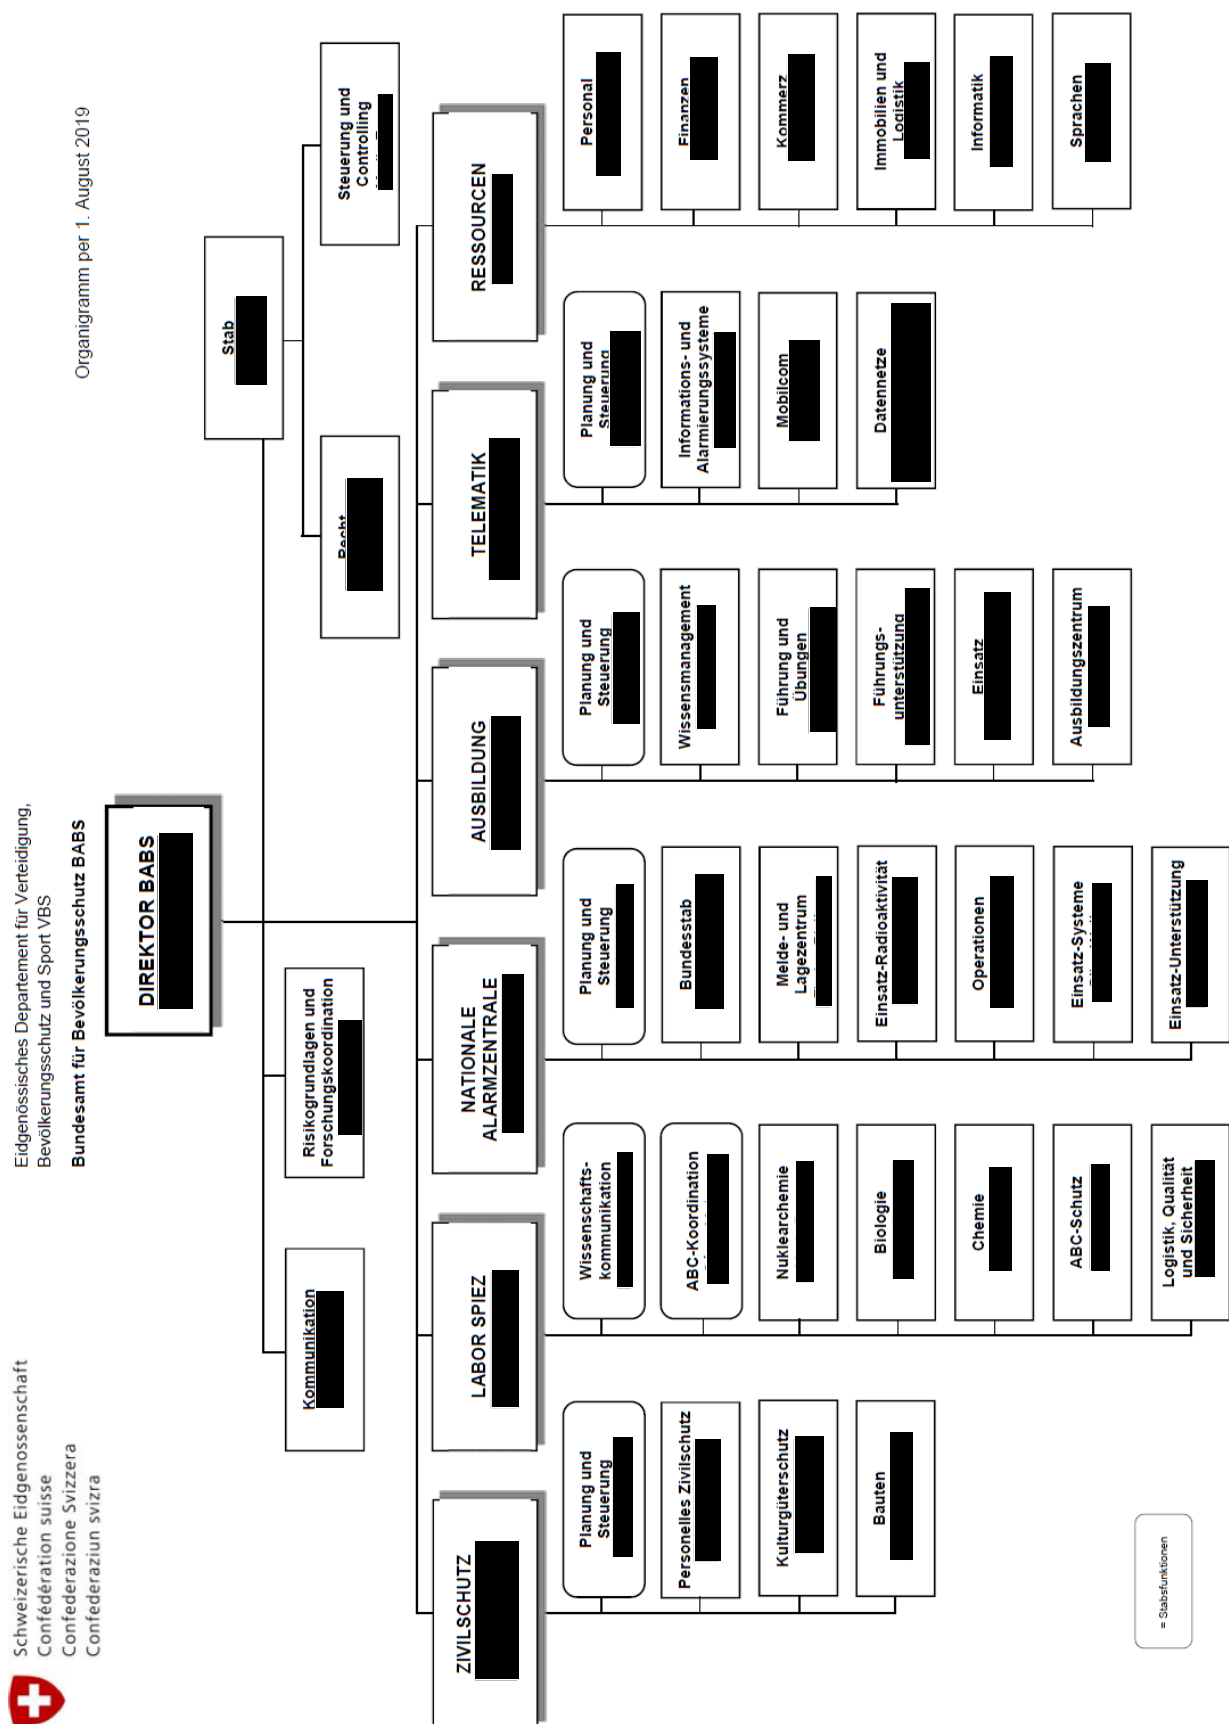 Schweizerische Eidgenossenschaft
Confédération suisse
Confederazione Svizzera
Confederaziun svizra
Eidgenössisches Departement für Verteidigung,
Bevölkerungsschutz und Sport VBS
Bundesamt für Bevölkerungsschutz BABS
Organigramm per 1. August 2019
DIREKTOR BABS
Stab
Kommunikation
Risikogrundlagen und
Forschungskoordination
Recht
Steuerung und
Controlling
ZIVILSCHUTZ
Planung und
Steuerung
Personelles Zivilschutz
Kulturgüterschutz
Bauten
LABOR SPIEZ
Wissenschafts-
kommunikation
ABC-Koordination
Nuklearchemie
Biologie
Chemie
ABC-Schutz
Logistik, Qualität
und Sicherheit
NATIONALE
ALARMZENTRALE
Planung und
Steuerung
Bundesstab
Melde- und
Lagezentrum
Einsatz-Radioaktivität
Operationen
Einsatz-Systeme
Einsatz-Unterstützung
AUSBILDUNG
Planung und
Steuerung
Wissensmanagement
Führung und
Übungen
Führungs-
unterstützung
Einsatz
Ausbildungszentrum
TELEMATIK
Planung und
Steuerung
Informations- und
Alarmierungssysteme
Mobilcom
Datennetze
RESSOURCEN
Personal
Finanzen
Kommerz
Immobilien und
Logistik
Informatik
Sprachen
= Stabsfunktionen